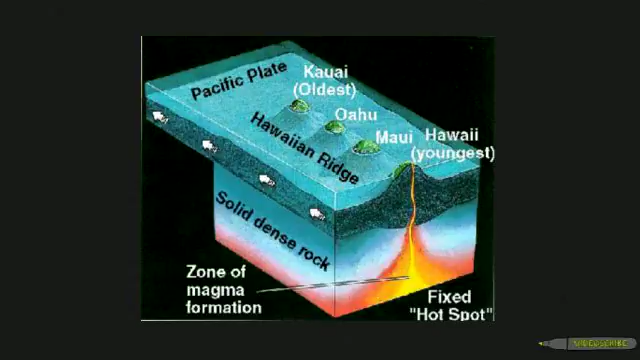 Pacific Plate
Kauai
(Oldest)
Oahu
Maui
Hawaii
(youngest)
Hawaiian Ridge
Solid dense rock
Zone of
magma
formation
Fixed
"Hot Spot"
VIDEOSCRIBE